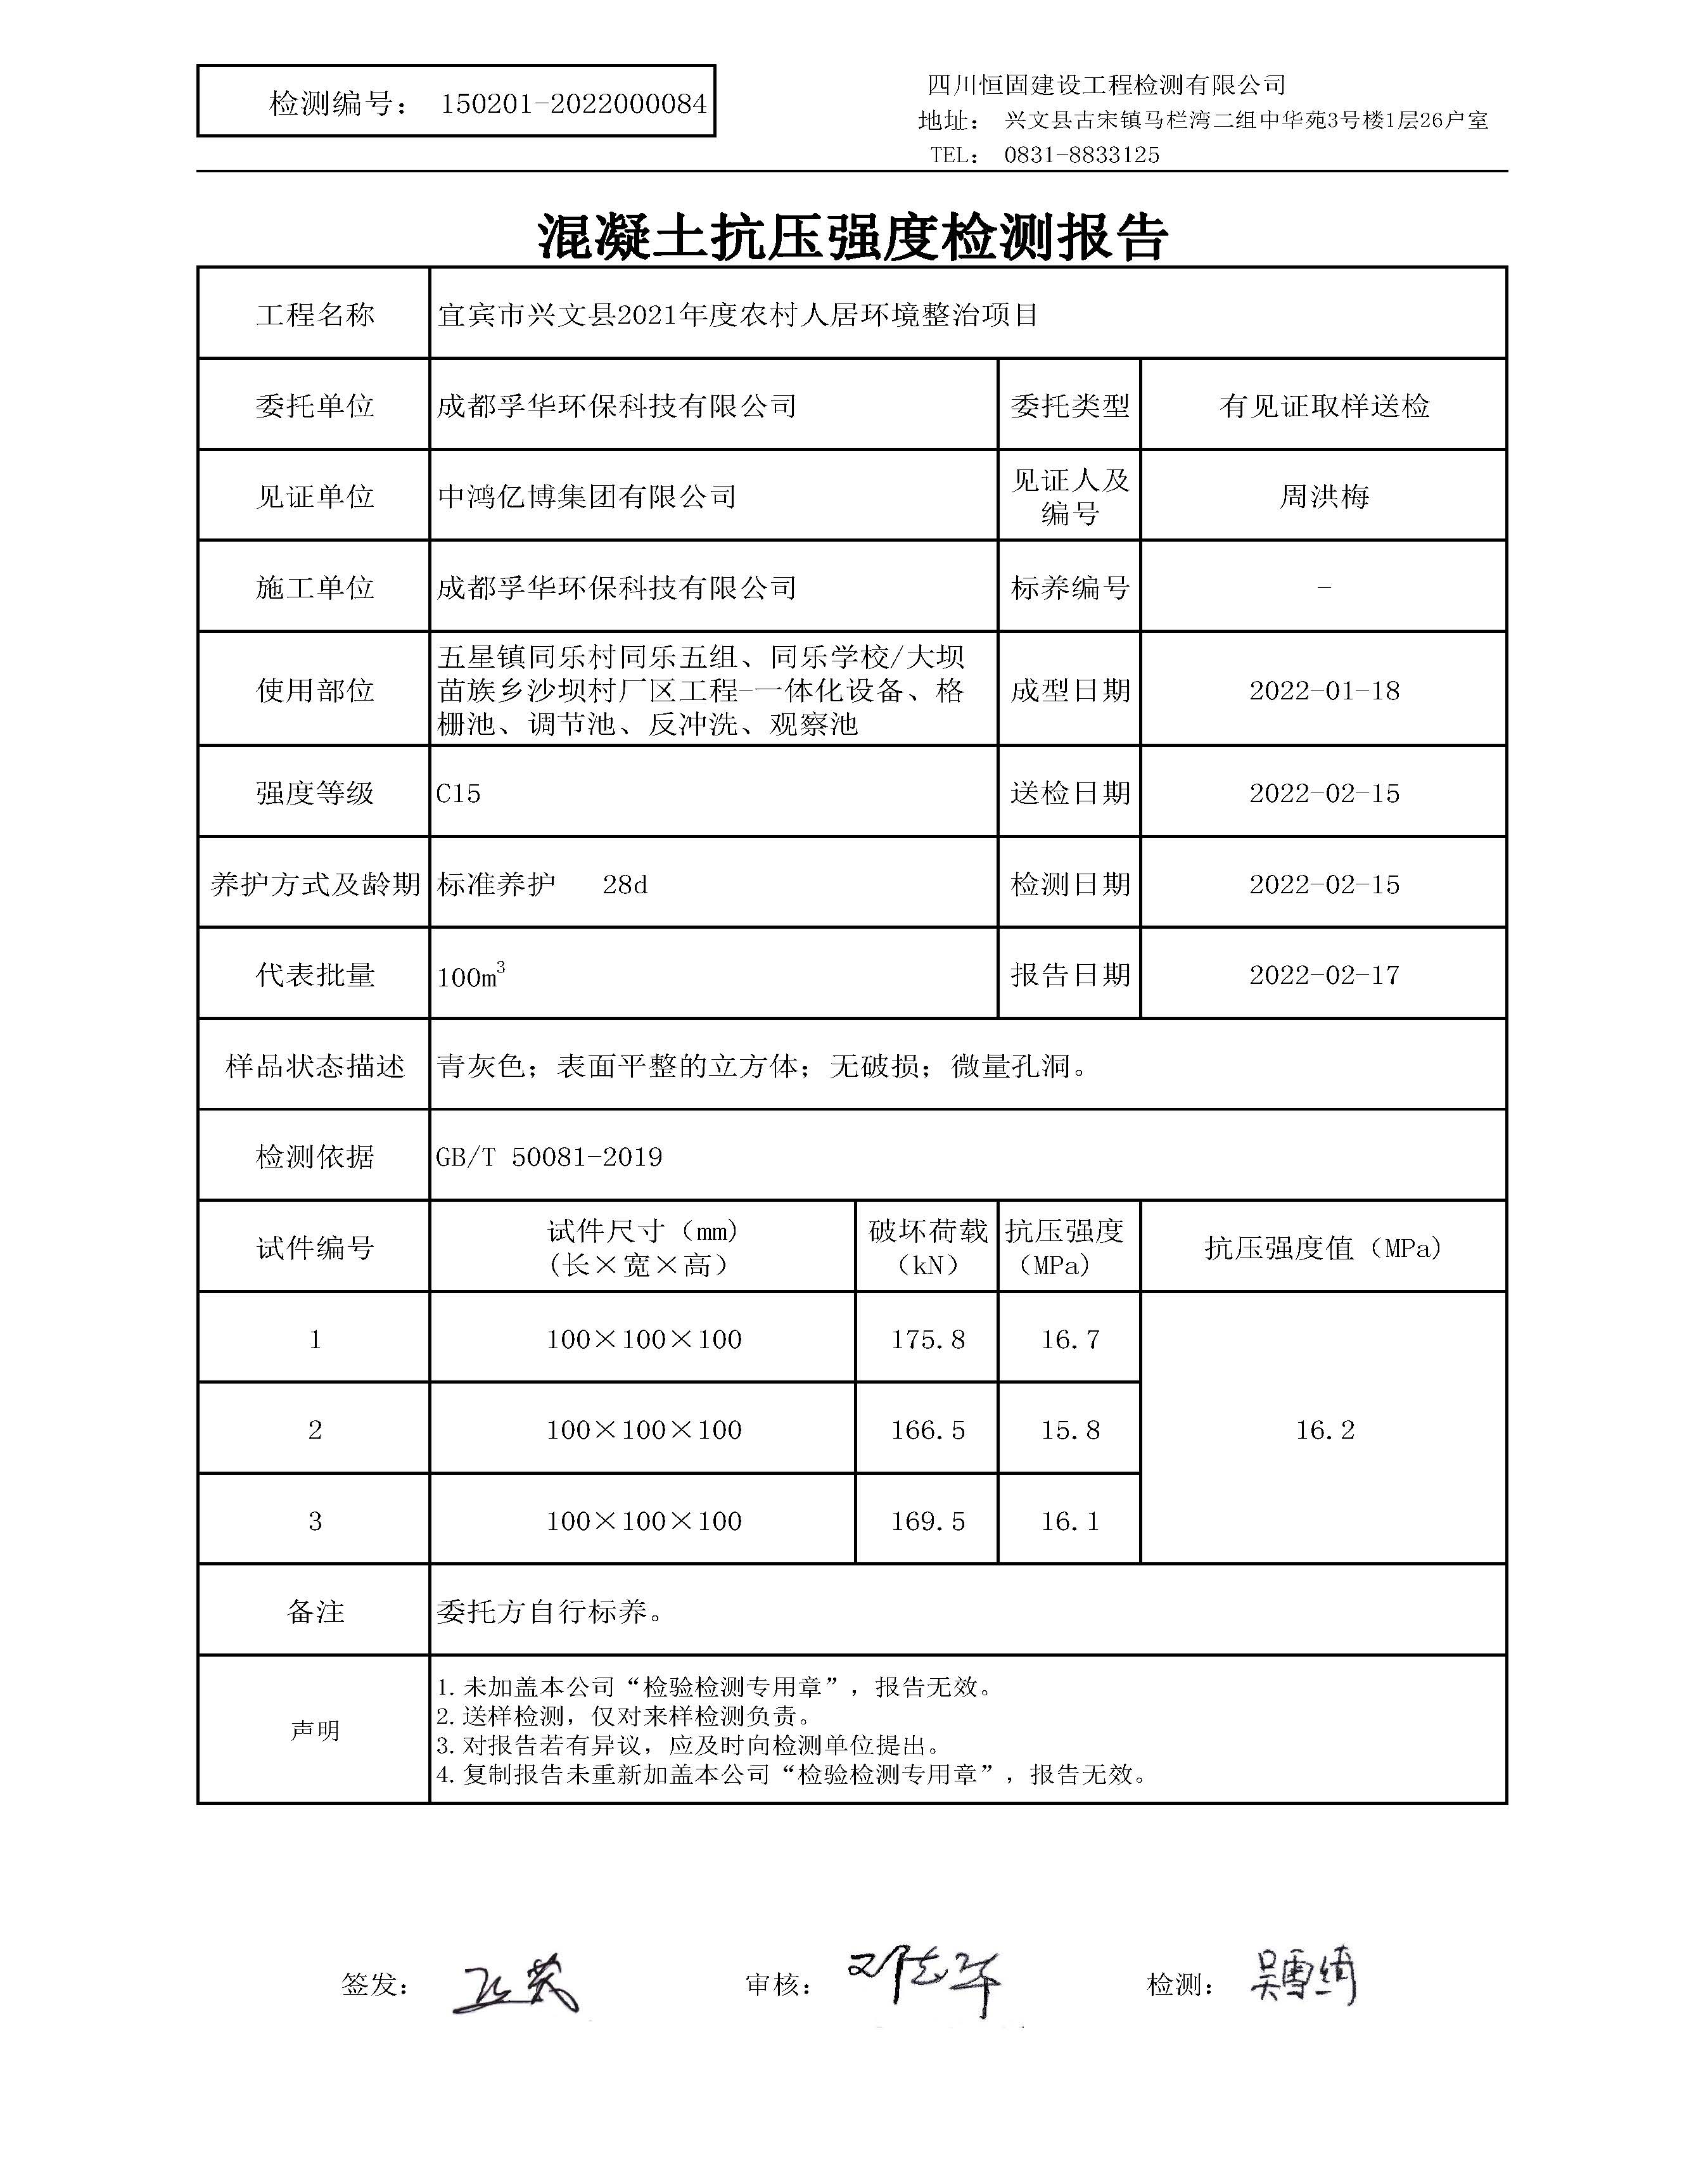 检测编号： 150201-2022000084
四川恒固建设工程检测有限公司
地址： 兴文县古宋镇马栏湾二组中华苑3号楼1层26户室
TEL： 0831-8833125
混凝土抗压强度检测报告
工程名称 宜宾市兴文县2021年度农村人居环境整治项目
委托单位 成都孚华环保科技有限公司 委托类型 有见证取样送检
见证单位 中鸿亿博集团有限公司 见证人及编号 周洪梅
施工单位 成都孚华环保科技有限公司 标养编号 -
使用部位 五星镇同乐村同乐五组、同乐学校/大坝
苗族乡沙坝村厂区工程-一体化设备、格
栅池、调节池、反冲洗、观察池
成型日期 2022-01-18
强度等级 C15 送检日期 2022-02-15
养护方式及龄期 标准养护 28d 检测日期 2022-02-15
代表批量 100m³ 报告日期 2022-02-17
样品状态描述 青灰色；表面平整的立方体；无破损；微量孔洞。
检测依据 GB/T 50081-2019
试件编号 试件尺寸（mm)(长×宽×高） 破坏荷载（kN） 抗压强度（MPa) 抗压强度值（MPa)
1 100×100×100 175.8 16.7
2 100×100×100 166.5 15.8 16.2
3 100×100×100 169.5 16.1
备注 委托方自行标养。
声明
1.未加盖本公司“检验检测专用章”，报告无效。
2.送样检测，仅对来样检测负责。
3.对报告若有异议，应及时向检测单位提出。
4.复制报告未重新加盖本公司“检验检测专用章”，报告无效。
签发： 审核： 检测： 吴雪绮